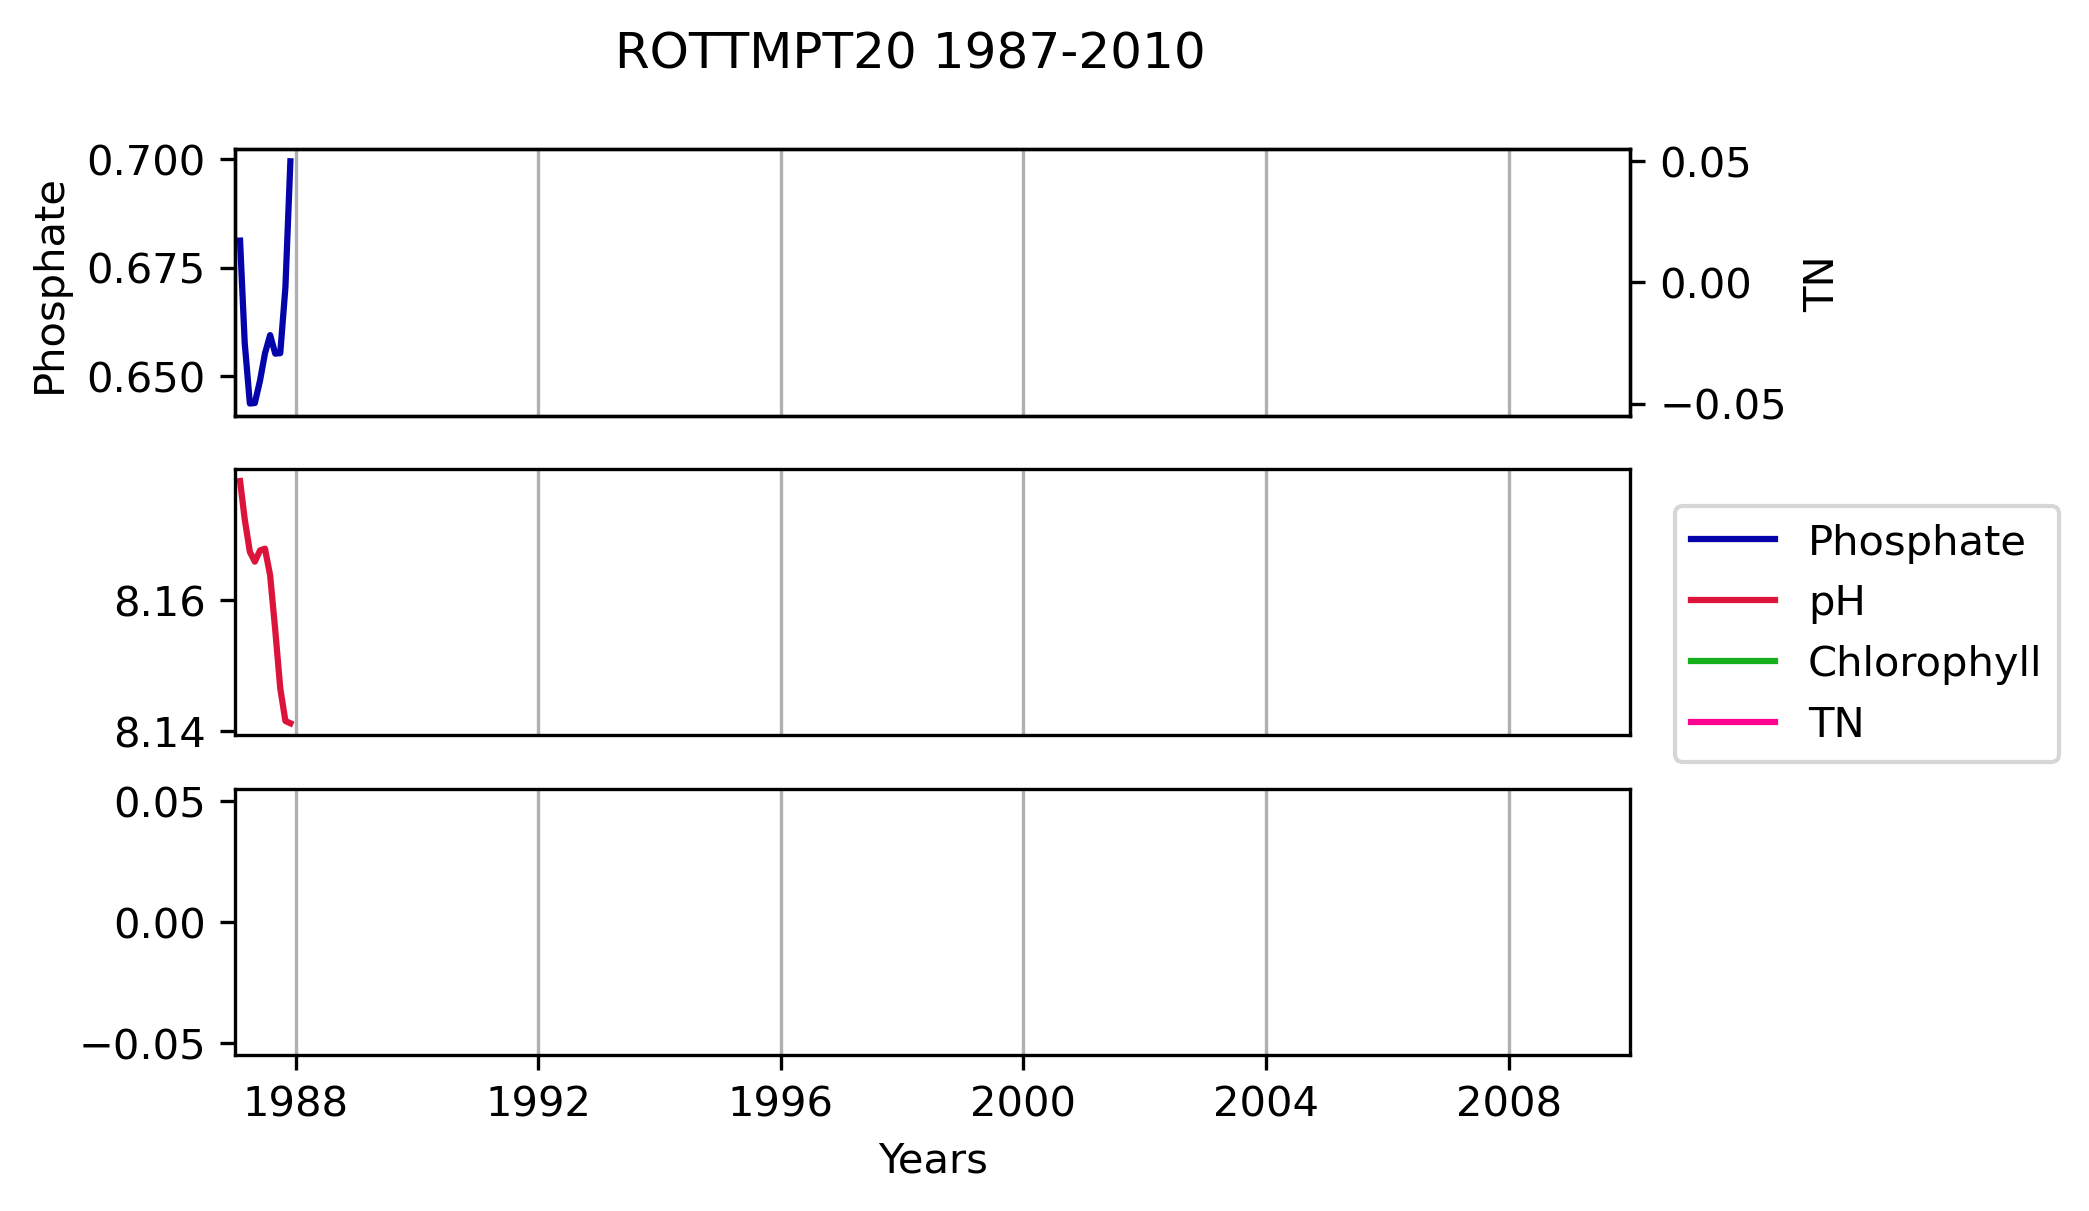 ROTTMPT20 1987-2010
Phosphate
0.700
0.675
0.650
0.05
0.00
−0.05
TN
8.16
8.14
Phosphate
pH
Chlorophyll
TN
0.05
0.00
−0.05
1988 1992 1996 2000 2004 2008
Years